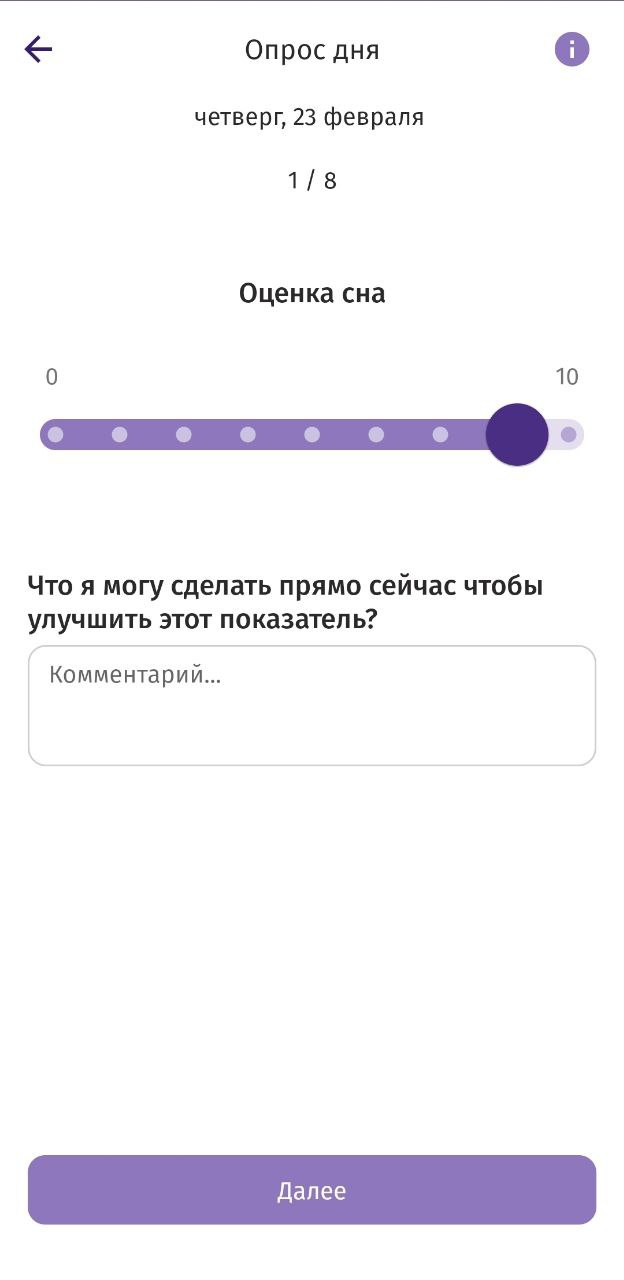 Опрос дня
i
четверг, 23 февраля
1 / 8
Оценка сна
0 10
Что я могу сделать прямо сейчас чтобы
улучшить этот показатель?
Комментарий...
Далее